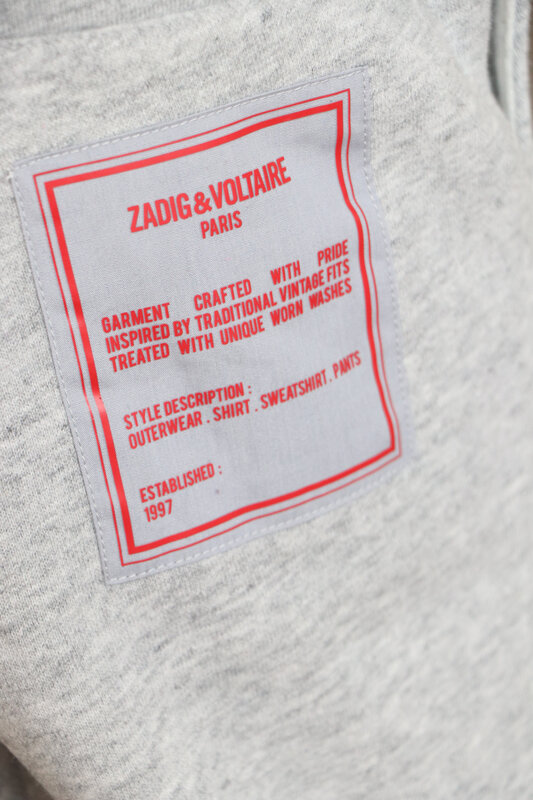 ZADIG&VOLTAIRE
PARIS
GARMENT CRAFTED WITH PRIDE
INSPIRED BY TRADITIONAL VINTAGE FITS
TREATED WITH UNIQUE WORN WASHES
STYLE DESCRIPTION :
OUTERWEAR . SHIRT . SWEATSHIRT . PANTS
ESTABLISHED :
1997